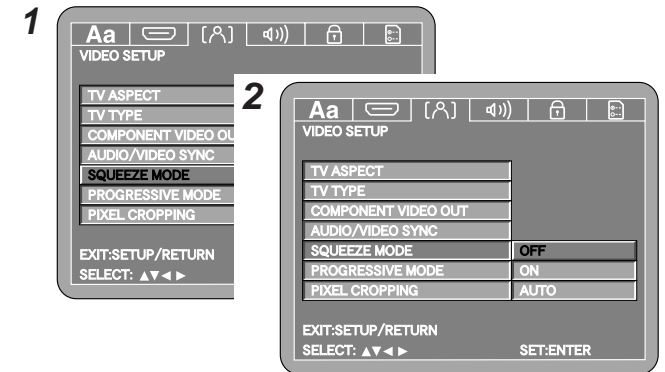 1
Aa
VIDEO SETUP
TV ASPECT
TV TYPE
COMPONENT VIDEO OU
AUDIO/VIDEO SYNC
SQUEEZE MODE
PROGRESSIVE MODE
PIXEL CROPPING
EXIT:SETUP/RETURN
SELECT: ▲▼◄►
2
Aa
VIDEO SETUP
TV ASPECT
TV TYPE
COMPONENT VIDEO OUT
AUDIO/VIDEO SYNC
SQUEEZE MODE OFF
PROGRESSIVE MODE ON
PIXEL CROPPING AUTO
EXIT:SETUP/RETURN
SELECT: ▲▼◄► SET:ENTER